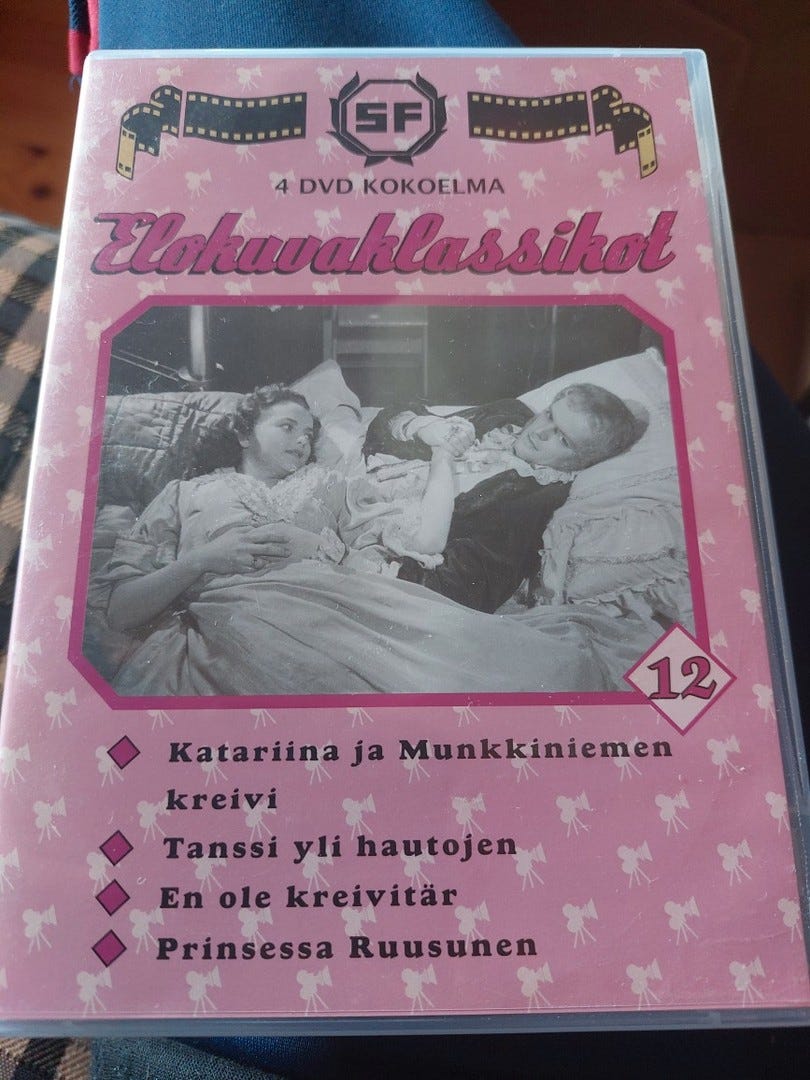 SF
4 DVD KOKOELMA
Elokuvaklassikot
12
Katariina ja Munkkiniemen
kreivi
Tanssi yli hautojen
En ole kreivitär
Prinsessa Ruusunen